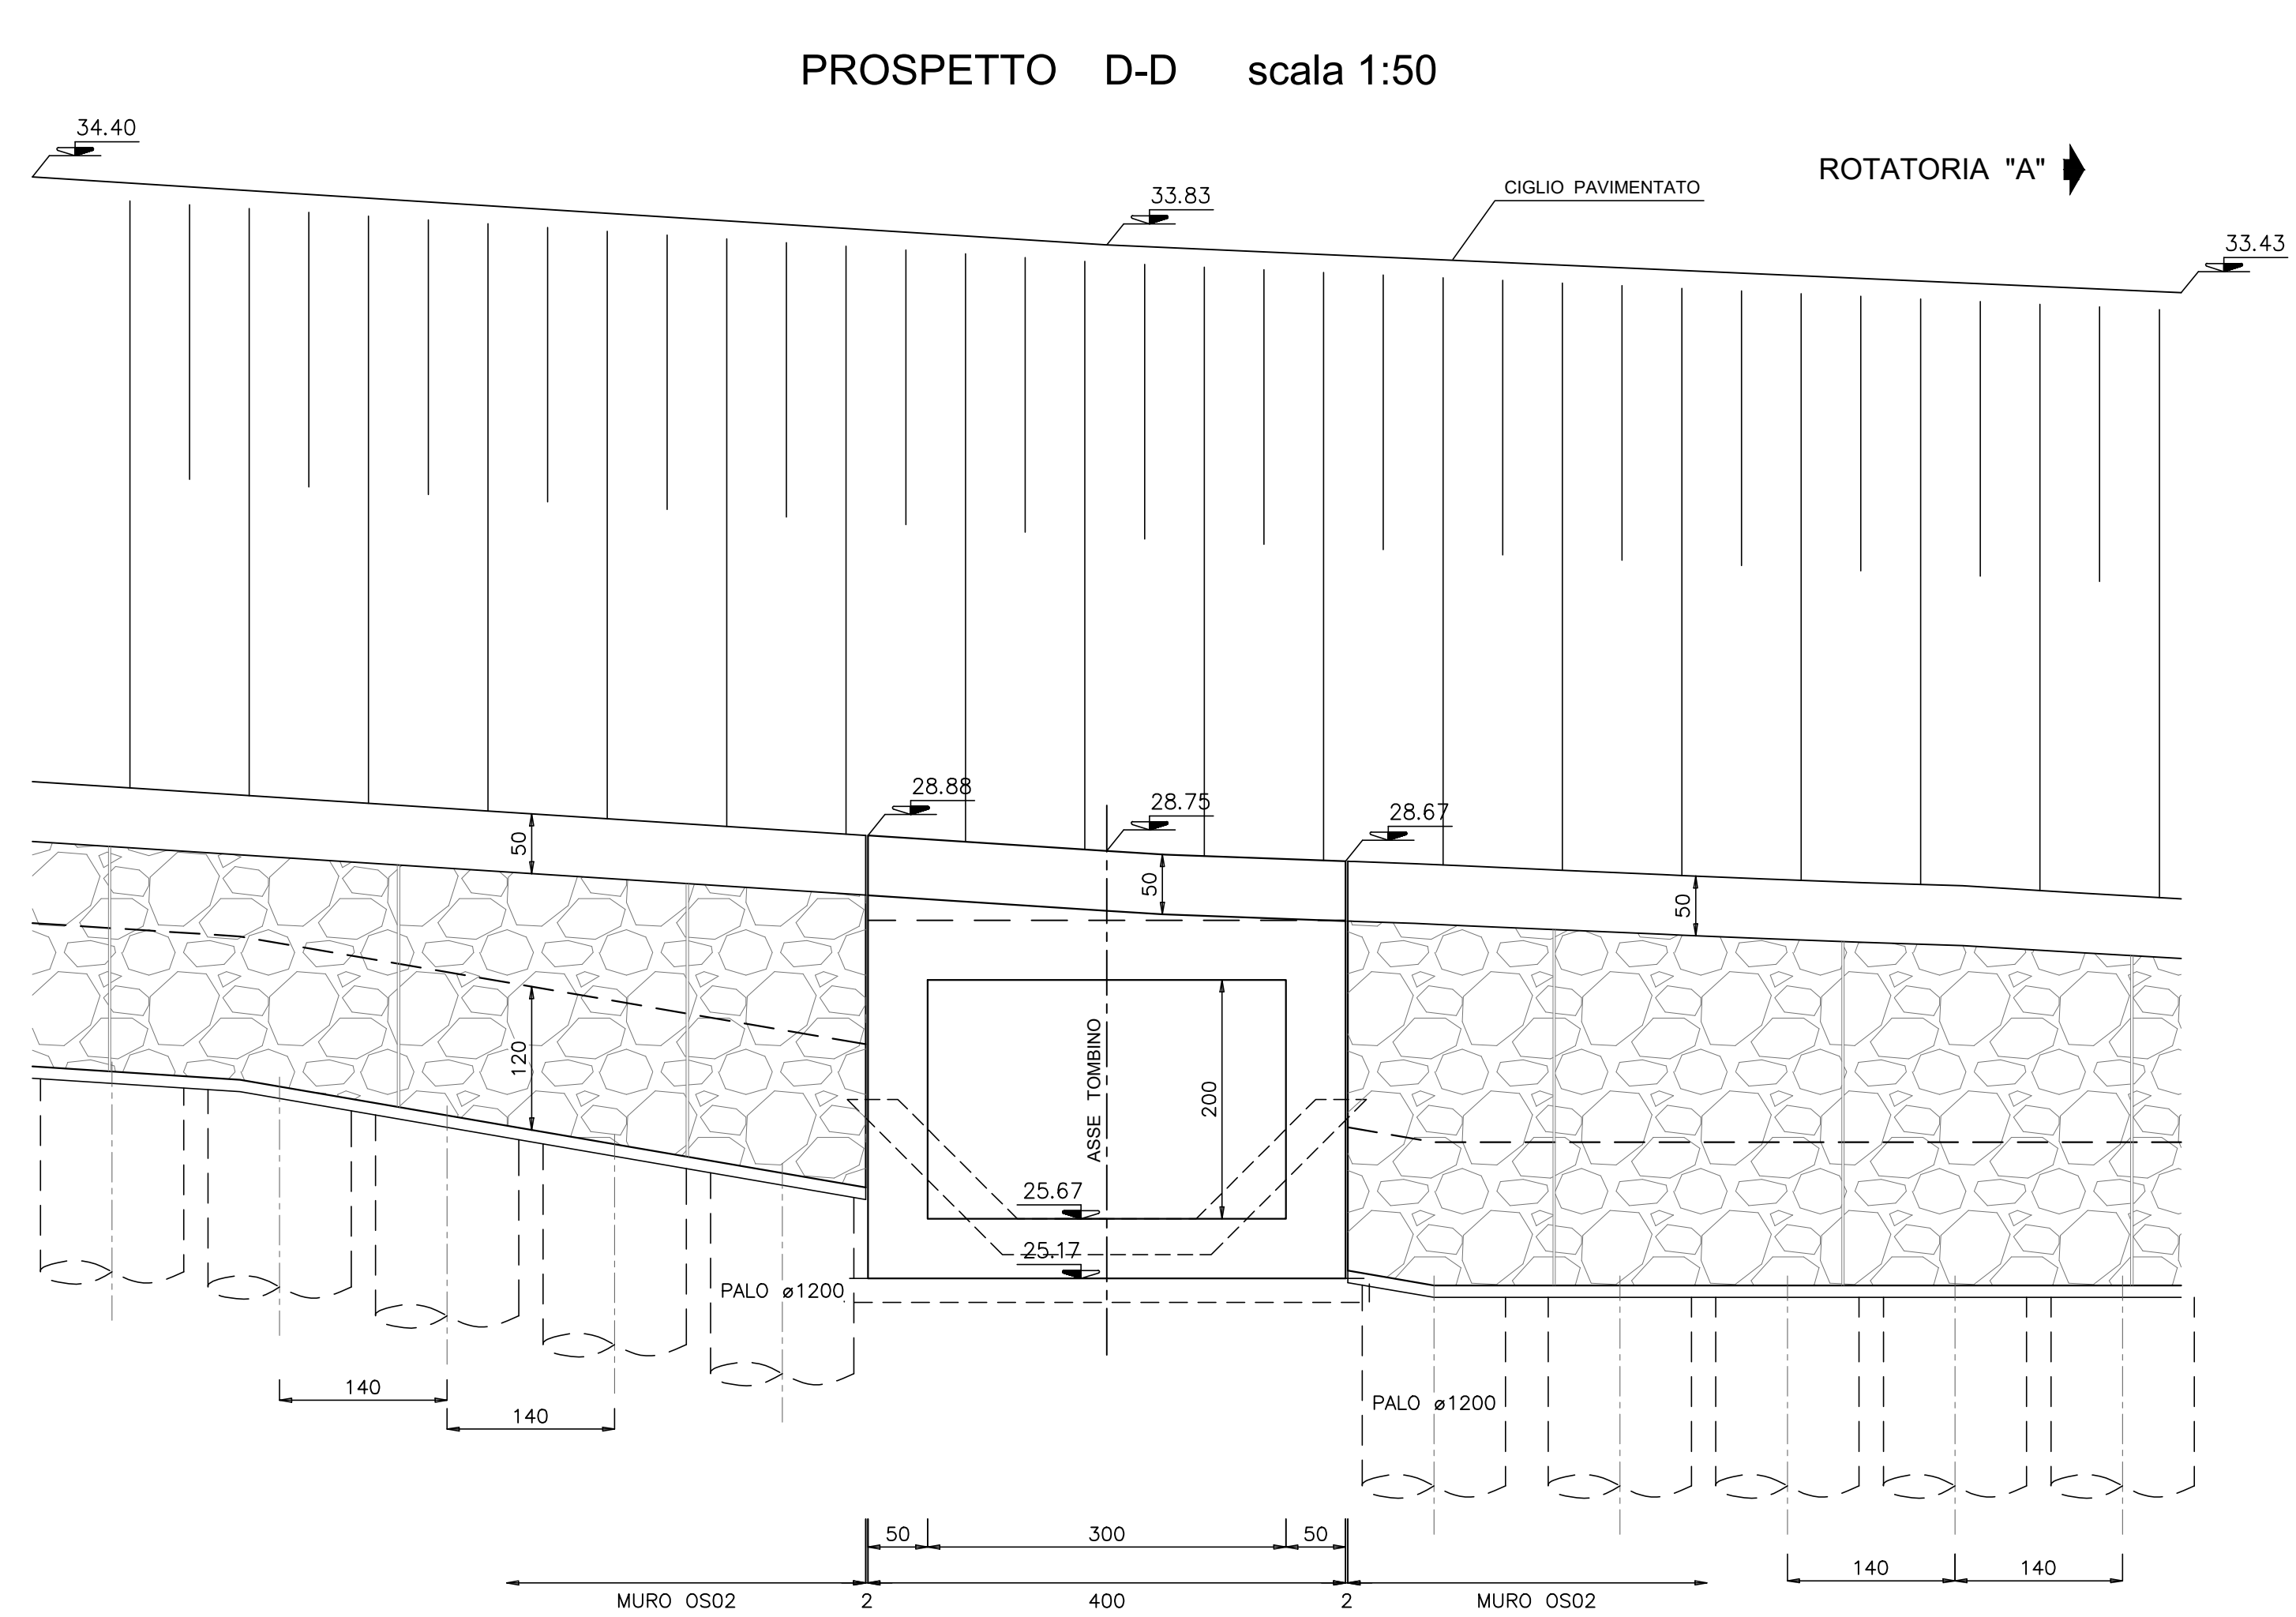 PROSPETTO D-D scala 1:50
34.40
ROTATORIA "A"
CIGLIO PAVIMENTATO
33.83
33.43
28.88
28.75
28.67
50
50
50
120
ASSE TOMBINO
200
25.67
25.17
PALO ø1200
140
140
PALO ø1200
50
300
50
140
140
MURO OS02
2
400
2
MURO OS02